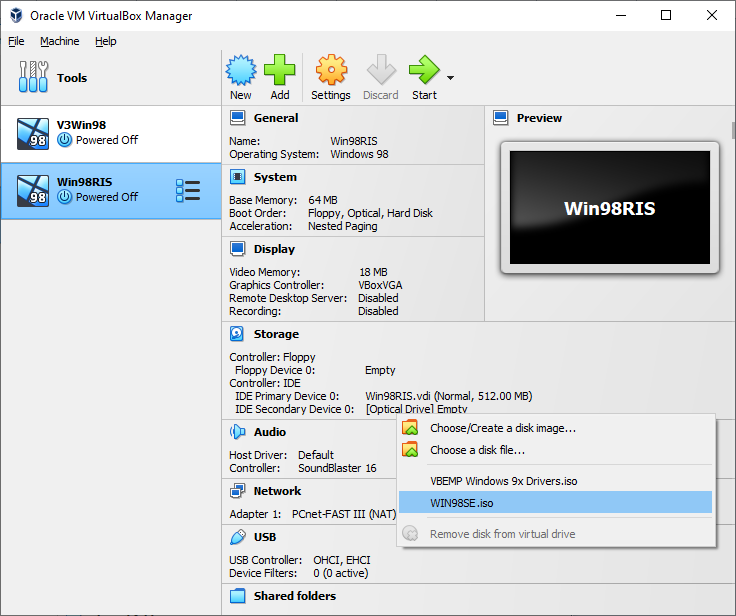 Oracle VM VirtualBox Manager
File Machine Help
Tools
New Add Settings Discard Start
V3Win98
98 Powered Off
Win98RIS
98 Powered Off
General
Name: Win98RIS
Operating System: Windows 98
System
Base Memory: 64 MB
Boot Order: Floppy, Optical, Hard Disk
Acceleration: Nested Paging
Display
Video Memory: 18 MB
Graphics Controller: VBoxVGA
Remote Desktop Server: Disabled
Recording: Disabled
Preview
Win98RIS
Storage
Controller: Floppy
Floppy Device 0: Empty
Controller: IDE
IDE Primary Device 0: Win98RIS.vdi (Normal, 512.00 MB)
IDE Secondary Device 0: [Optical Drive] Empty
Choose/Create a disk image...
Choose a disk file...
VBEMP Windows 9x Drivers.iso
WIN98SE.iso
Remove disk from virtual drive
Audio
Host Driver: Default
Controller: SoundBlaster 16
Network
Adapter 1: PCnet-FAST III (NAT)
USB
USB Controller: OHCI, EHCI
Device Filters: 0 (0 active)
Shared folders